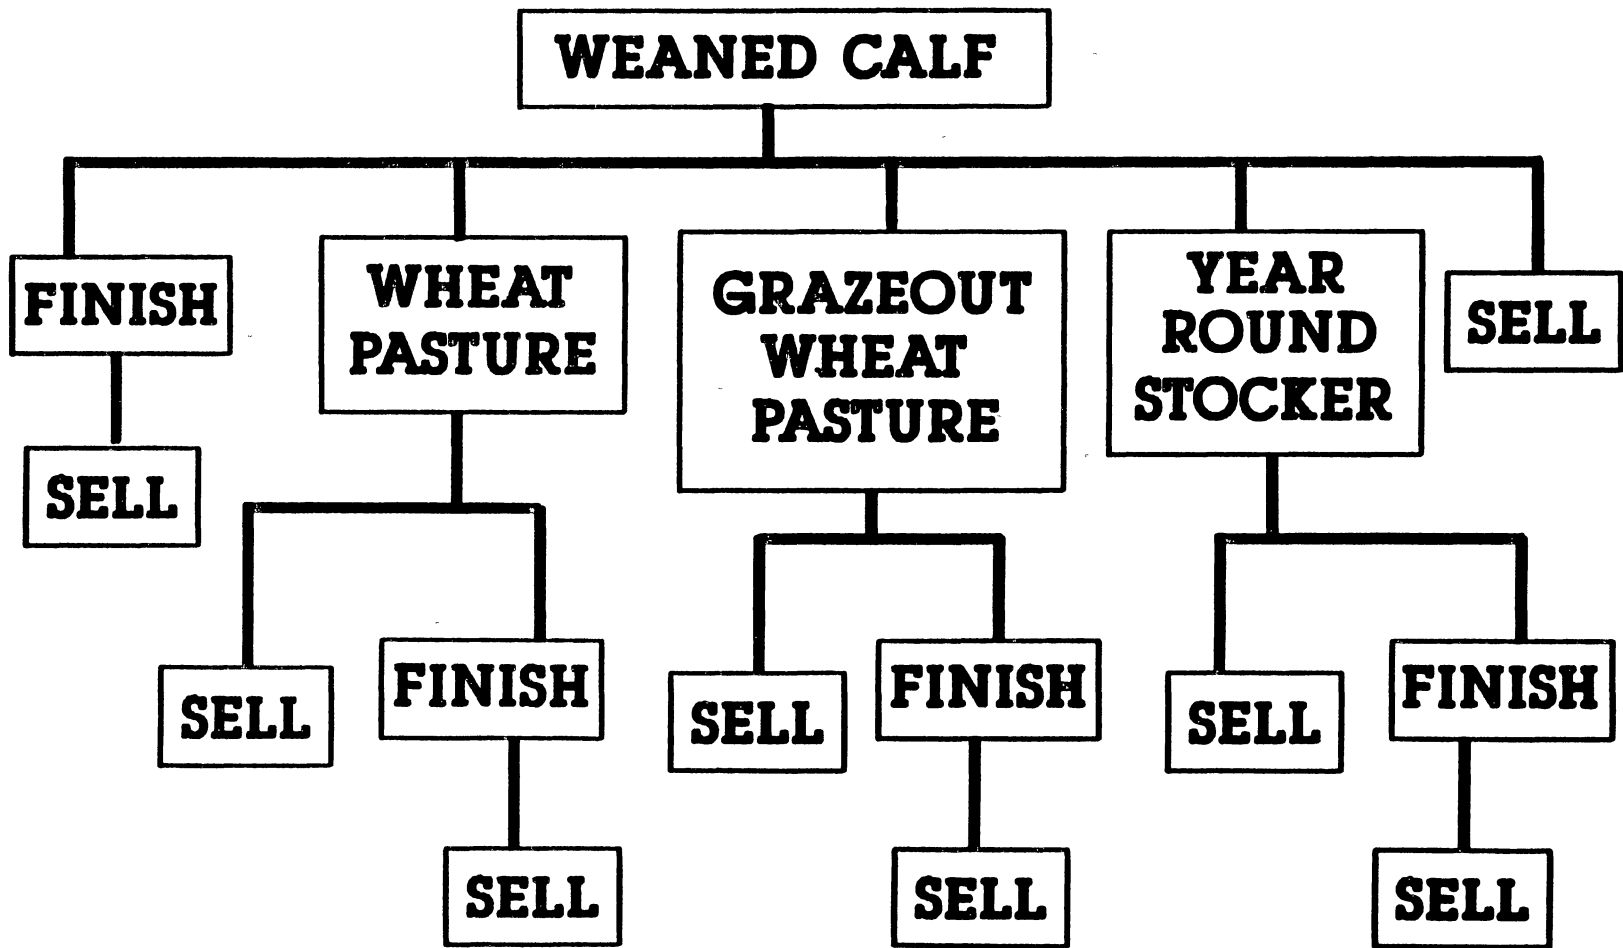 WEANED CALF
FINISH
WHEAT
PASTURE
GRAZEOUT
WHEAT
PASTURE
YEAR
ROUND
STOCKER
SELL
SELL
SELL
FINISH
SELL
FINISH
SELL
FINISH
SELL
SELL
SELL